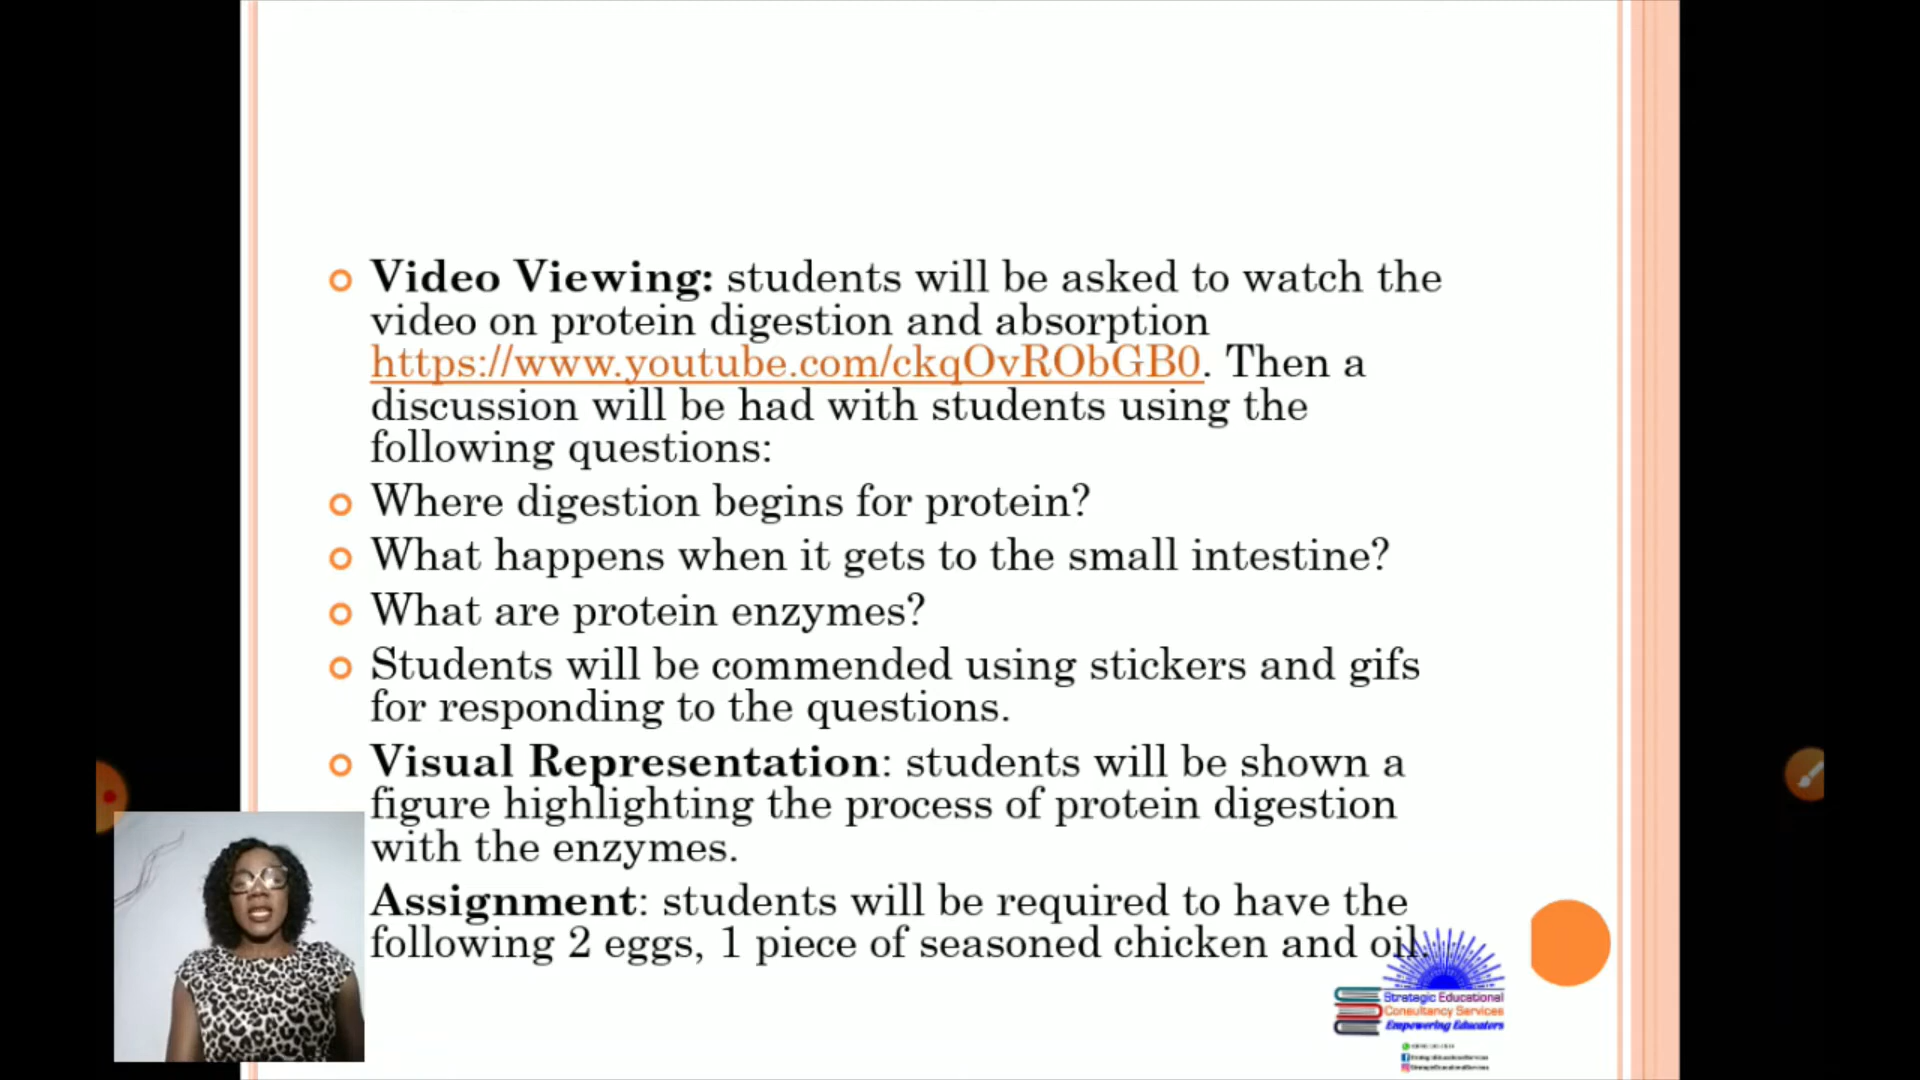 Video Viewing: students will be asked to watch the
video on protein digestion and absorption
https://www.youtube.com/ckqOvRObGB0. Then a
discussion will be had with students using the
following questions:
Where digestion begins for protein?
What happens when it gets to the small intestine?
What are protein enzymes?
Students will be commended using stickers and gifs
for responding to the questions.
Visual Representation: students will be shown a
figure highlighting the process of protein digestion
with the enzymes.
Assignment: students will be required to have the
following 2 eggs, 1 piece of seasoned chicken and oil.
Strategic Educational
Consultancy Services
Empowering Educators